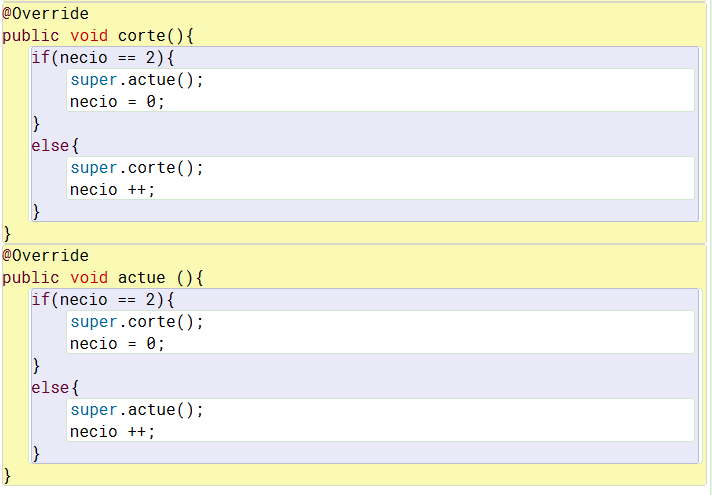 @Override
public void corte(){
if(necio == 2){
super.actue();
necio = 0;
}
else{
super.corte();
necio ++;
}
}
@Override
public void actue (){
if(necio == 2){
super.corte();
necio = 0;
}
else{
super.actue();
necio ++;
}
}